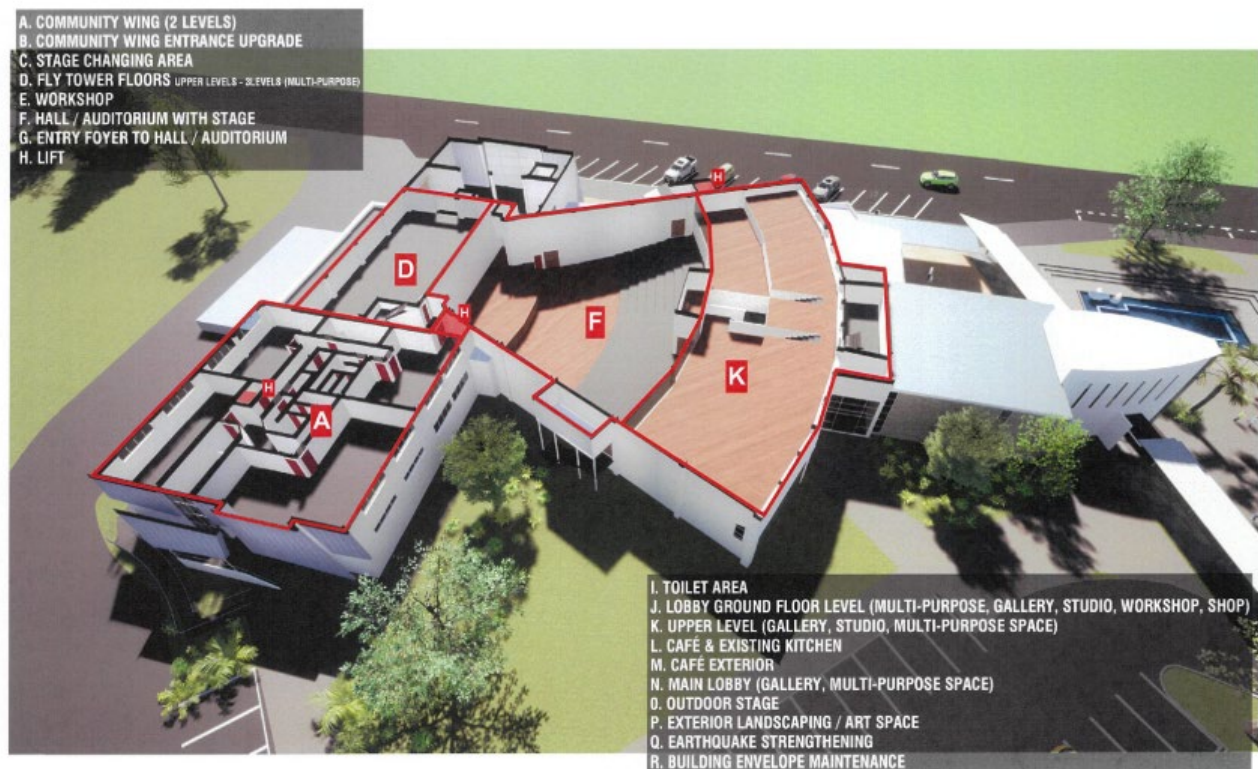 A. COMMUNITY WING (2 LEVELS)
B. COMMUNITY WING ENTRANCE UPGRADE
C. STAGE CHANGING AREA
D. FLY TOWER FLOORS UPPER LEVELS - 3LEVELS (MULTI-PURPOSE)
E. WORKSHOP
F. HALL / AUDITORIUM WITH STAGE
G. ENTRY FOYER TO HALL / AUDITORIUM
H. LIFT
H
D
H
F
K
H
A
I. TOILET AREA
J. LOBBY GROUND FLOOR LEVEL (MULTI-PURPOSE, GALLERY, STUDIO, WORKSHOP, SHOP)
K. UPPER LEVEL (GALLERY, STUDIO, MULTI-PURPOSE SPACE)
L. CAFÉ & EXISTING KITCHEN
M. CAFÉ EXTERIOR
N. MAIN LOBBY (GALLERY, MULTI-PURPOSE SPACE)
O. OUTDOOR STAGE
P. EXTERIOR LANDSCAPING / ART SPACE
Q. EARTHQUAKE STRENGTHENING
R. BUILDING ENVELOPE MAINTENANCE